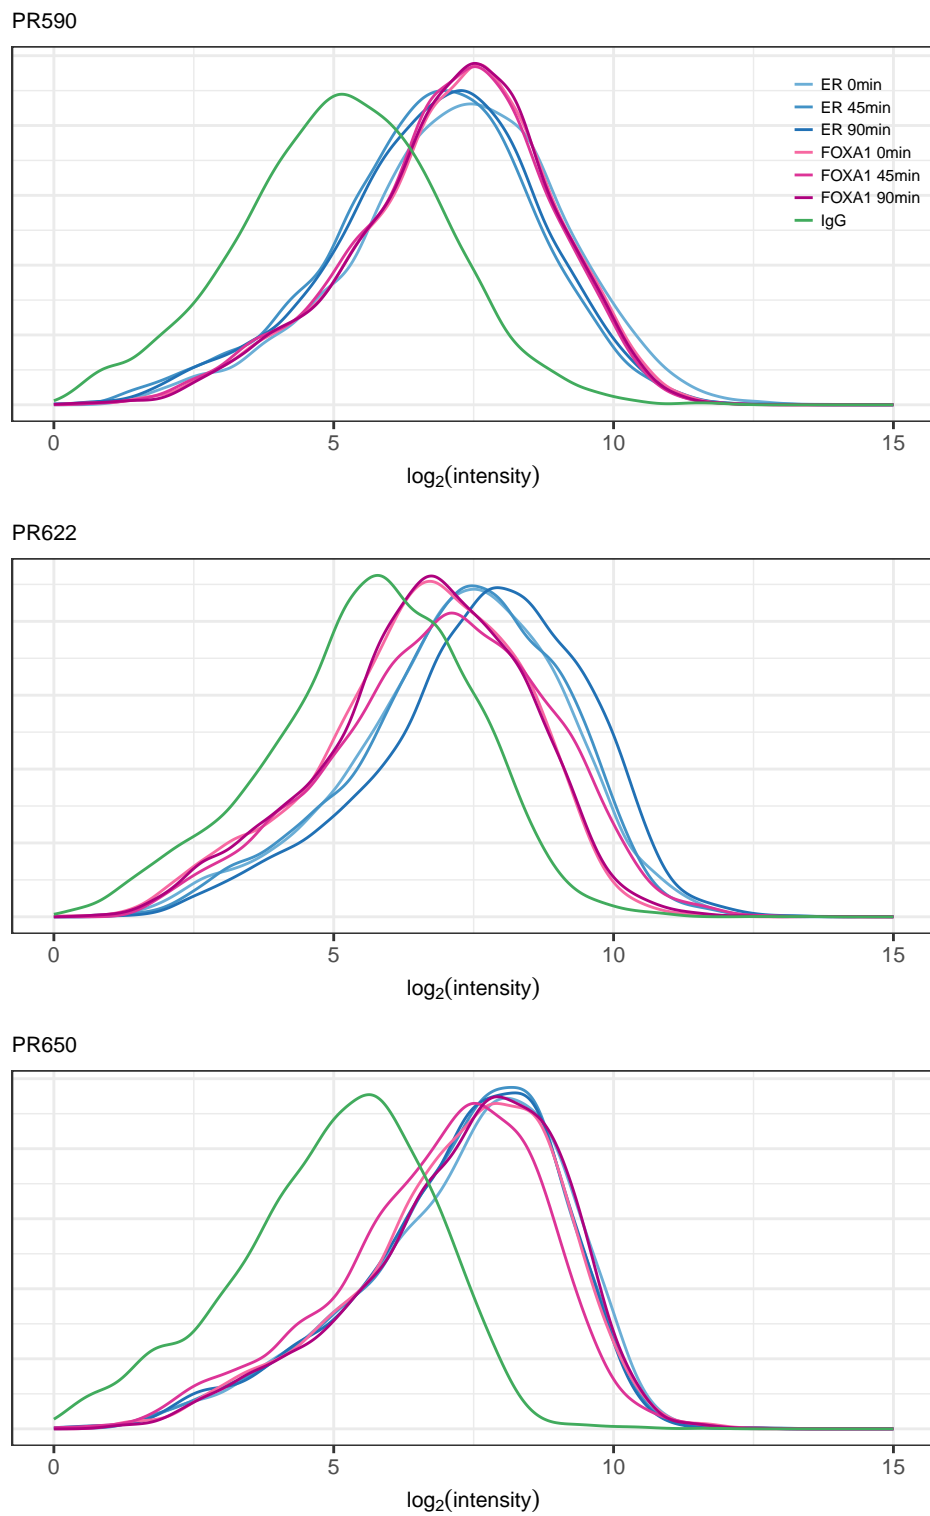 PR590
ER 0min
ER 45min
ER 90min
FOXA1 0min
FOXA1 45min
FOXA1 90min
IgG
0 5 10 15
log2(intensity)
PR622
0 5 10 15
log2(intensity)
PR650
0 5 10 15
log2(intensity)